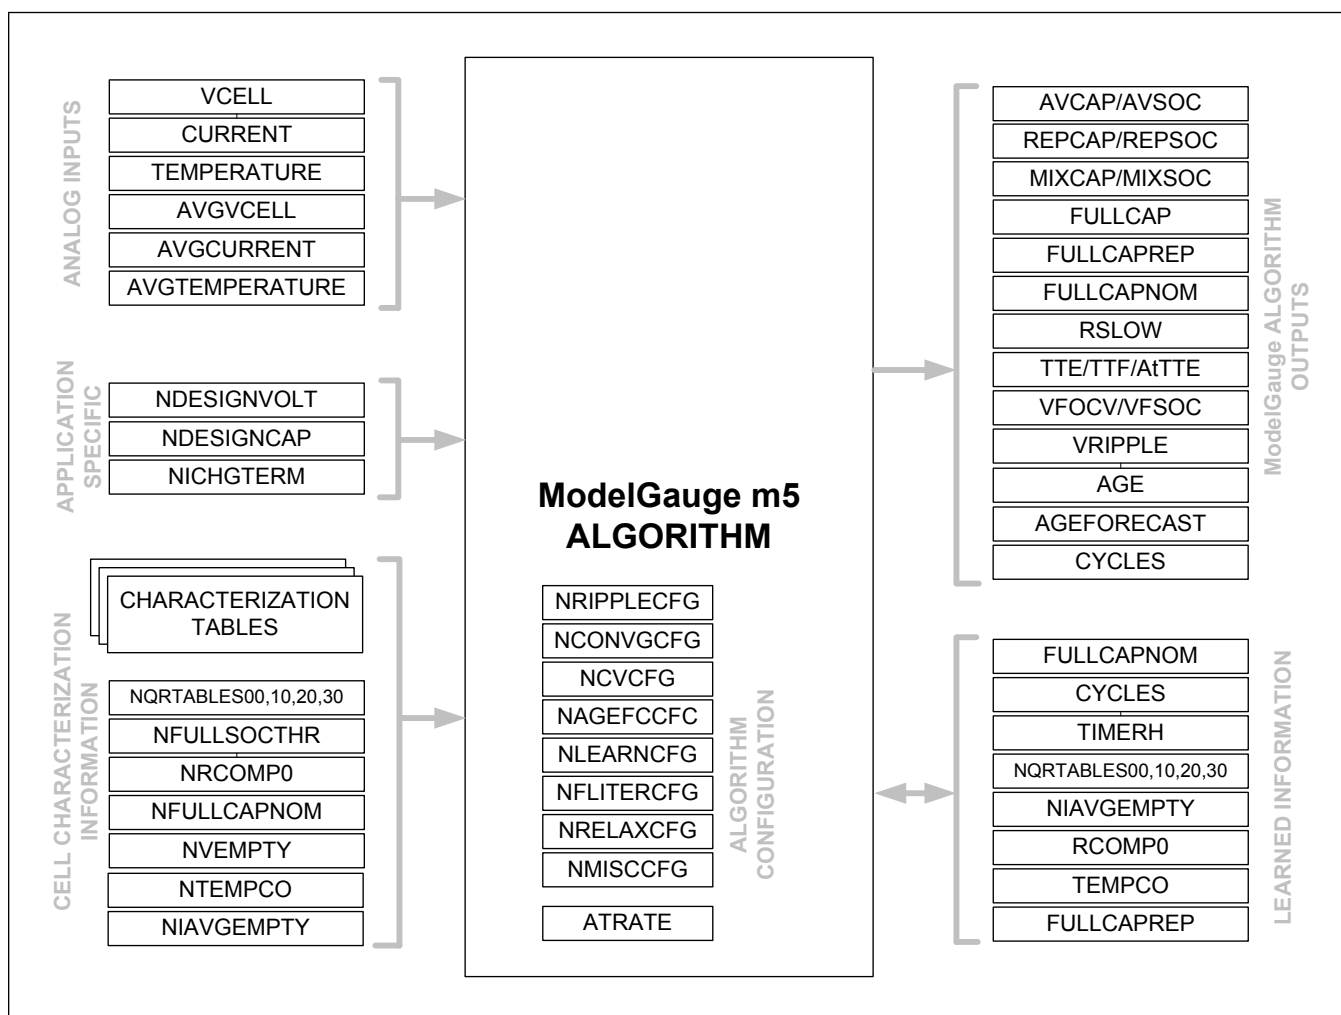 ANALOG INPUTS
VCELL
CURRENT
TEMPERATURE
AVGVCELL
AVGCURRENT
AVGTEMPERATURE
APPLICATION
SPECIFIC
NDESIGNVOLT
NDESIGNCAP
NICHGTERM
CELL CHARACTERIZATION
INFORMATION
CHARACTERIZATION
TABLES
NQRTABLES00,10,20,30
NFULLSOCTHR
NRCOMP0
NFULLCAPNOM
NVEMPTY
NTEMPCO
NIAVGEMPTY
ModelGauge m5
ALGORITHM
NRIPPLECFG
NCONVGCFG
NCVCFG
NAGEFCCFC
NLEARNCFG
NFLITERCFG
NRELAXCFG
NMISCCFG
ATRATE
ALGORITHM
CONFIGURATION
AVCAP/AVSOC
REPCAP/REPSOC
MIXCAP/MIXSOC
FULLCAP
FULLCAPREP
FULLCAPNOM
RSLOW
TTE/TTF/AtTTE
VFOCV/VFSOC
VRIPPLE
AGE
AGEFORECAST
CYCLES
ModelGauge ALGORITHM
OUTPUTS
FULLCAPNOM
CYCLES
TIMERH
NQRTABLES00,10,20,30
NIAVGEMPTY
RCOMP0
TEMPCO
FULLCAPREP
LEARNED INFORMATION